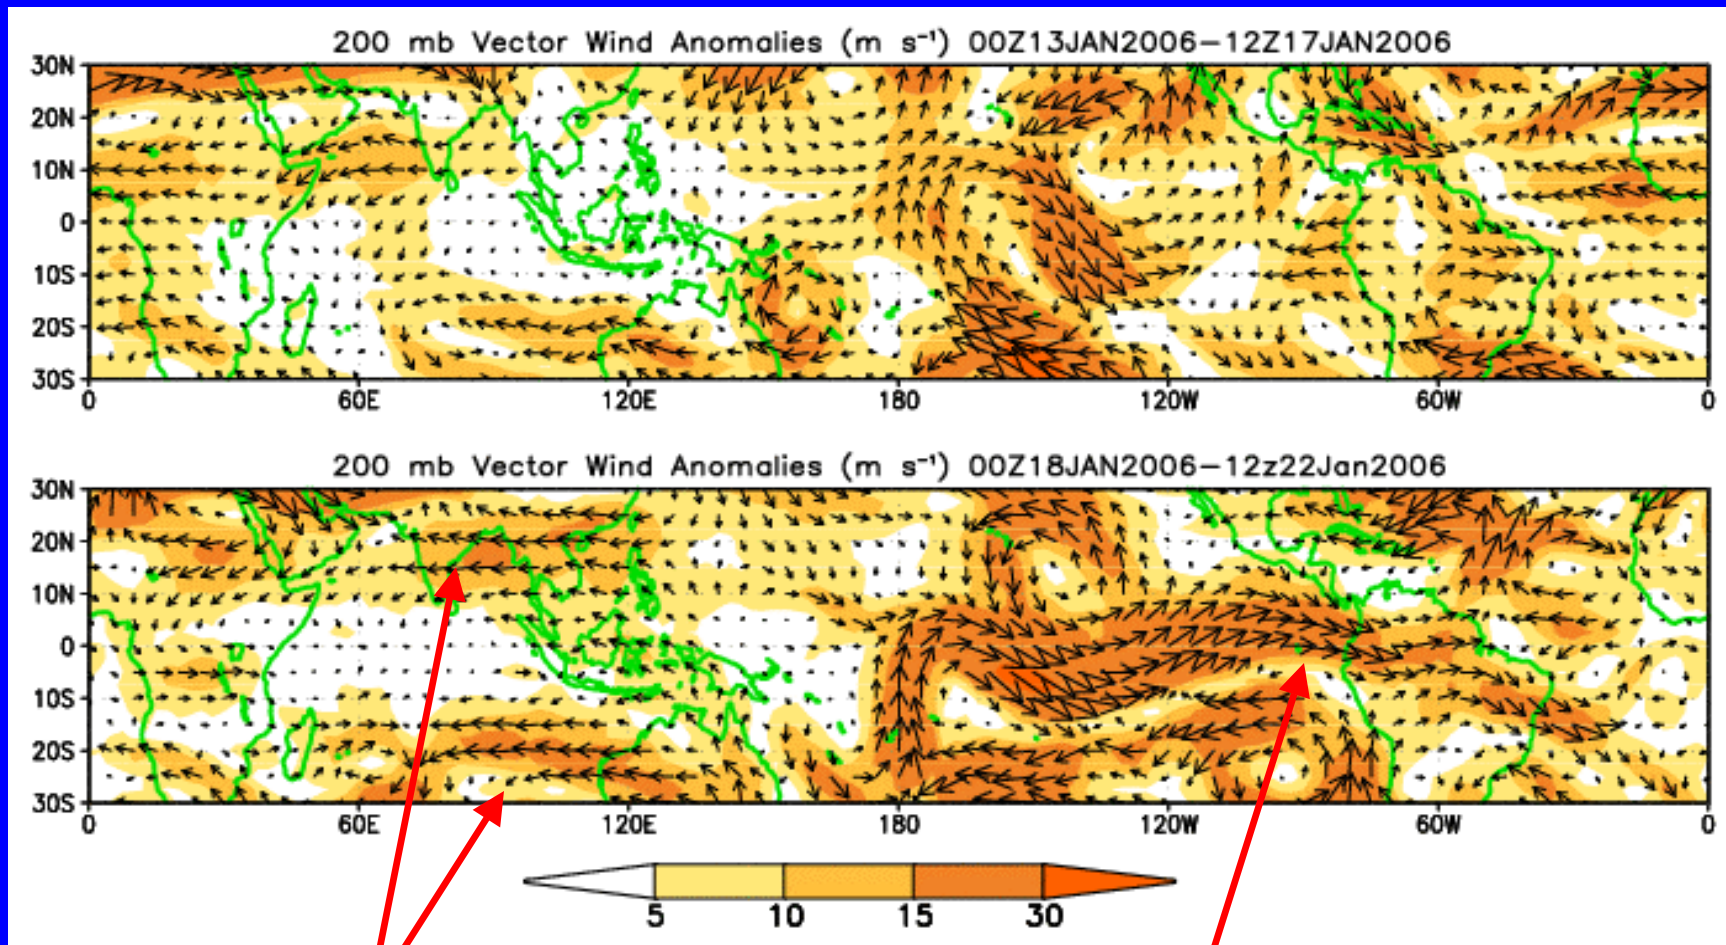 200 mb Vector Wind Anomalies (m s⁻¹) 00Z13JAN2006-12Z17JAN2006
30N
20N
10N
0
10S
20S
30S
0 60E 120E 180 120W 60W 0
200 mb Vector Wind Anomalies (m s⁻¹) 00Z18JAN2006-12z22Jan2006
30N
20N
10N
0
10S
20S
30S
0 60E 120E 180 120W 60W 0
5 10 15 30